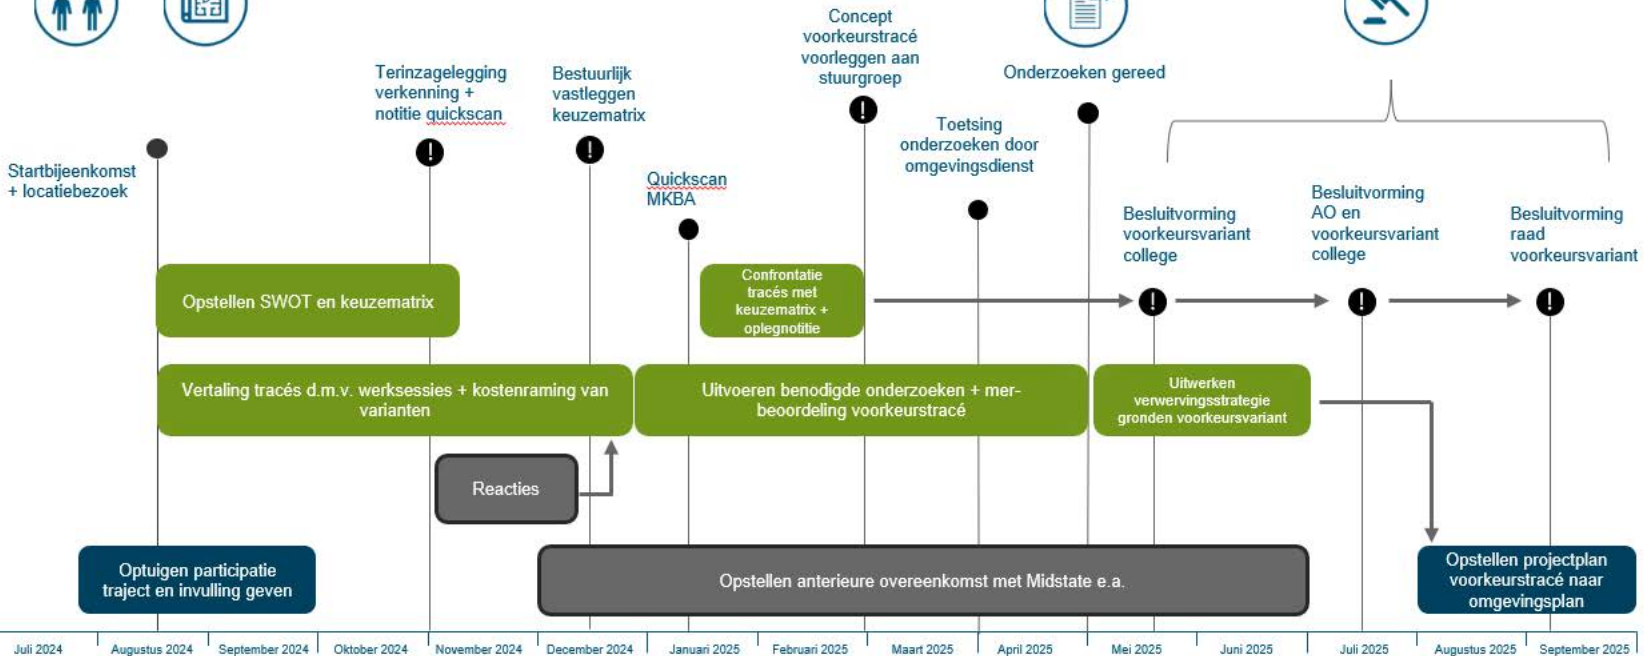 Concept
voorkeurstracé
voorleggen aan
stuurgroep
Terinzagelegging
verkenning +
notitie quickscan
Bestuurlijk
vastleggen
keuzematrix
Onderzoeken gereed
Toetsing
onderzoeken door
omgevingsdienst
Startbijeenkomst
+ locatiebezoek
Quickscan
MKBA
Besluitvorming
voorkeursvariant
college
Besluitvorming
AO en
voorkeursvariant
college
Besluitvorming
raad
voorkeursvariant
Opstellen SWOT en keuzematrix
Confrontatie
tracés met
keuzematrix +
oplegnotitie
Vertaling tracés d.m.v. werksessies + kostenraming van
varianten
Uitvoeren benodigde onderzoeken + mer-
beoordeling voorkeurstracé
Uitwerken
verwervingsstrategie
gronden voorkeursvariant
Reacties
Optuigen participatie
traject en invulling geven
Opstellen anterieure overeenkomst met Midstate e.a.
Opstellen projectplan
voorkeurstracé naar
omgevingsplan
Juli 2024
Augustus 2024
September 2024
Oktober 2024
November 2024
December 2024
Januari 2025
Februari 2025
Maart 2025
April 2025
Mei 2025
Juni 2025
Juli 2025
Augustus 2025
September 2025